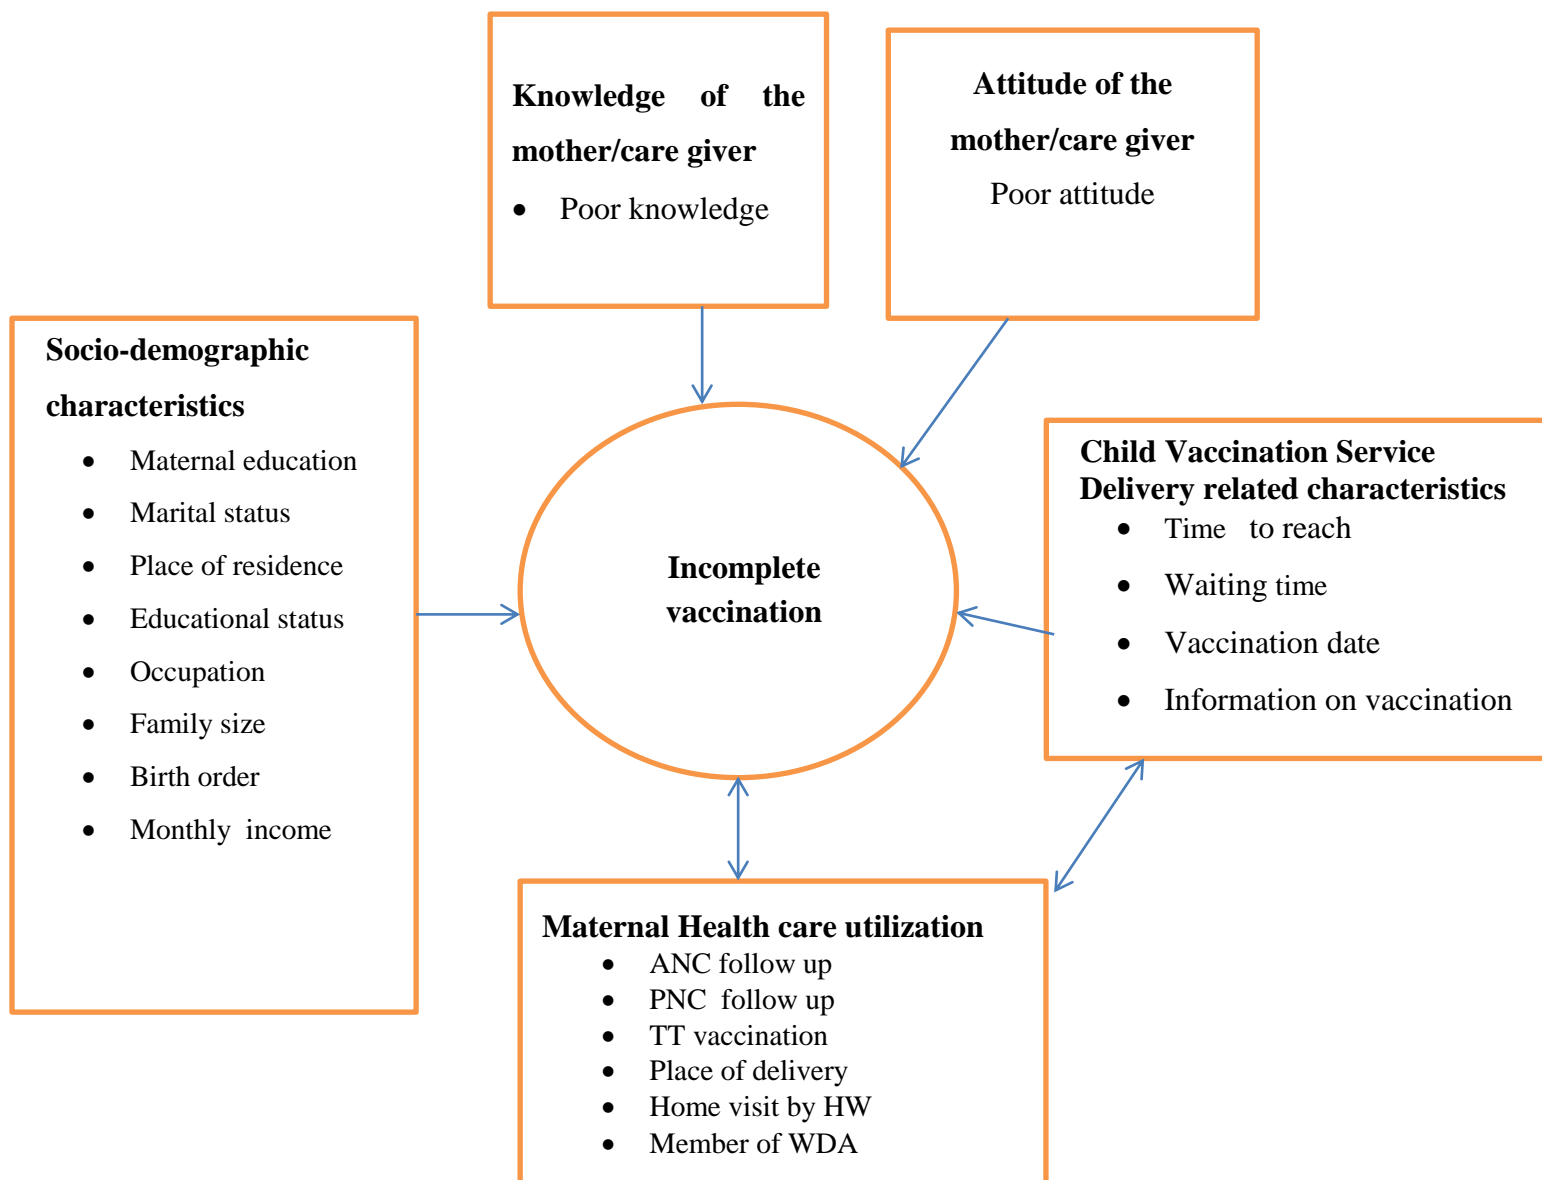 Knowledge of the
mother/care giver
• Poor knowledge
Attitude of the
mother/care giver
Poor attitude
Socio-demographic
characteristics
• Maternal education
• Marital status
• Place of residence
• Educational status
• Occupation
• Family size
• Birth order
• Monthly income
Incomplete
vaccination
Child Vaccination Service
Delivery related characteristics
• Time to reach
• Waiting time
• Vaccination date
• Information on vaccination
Maternal Health care utilization
• ANC follow up
• PNC follow up
• TT vaccination
• Place of delivery
• Home visit by HW
• Member of WDA